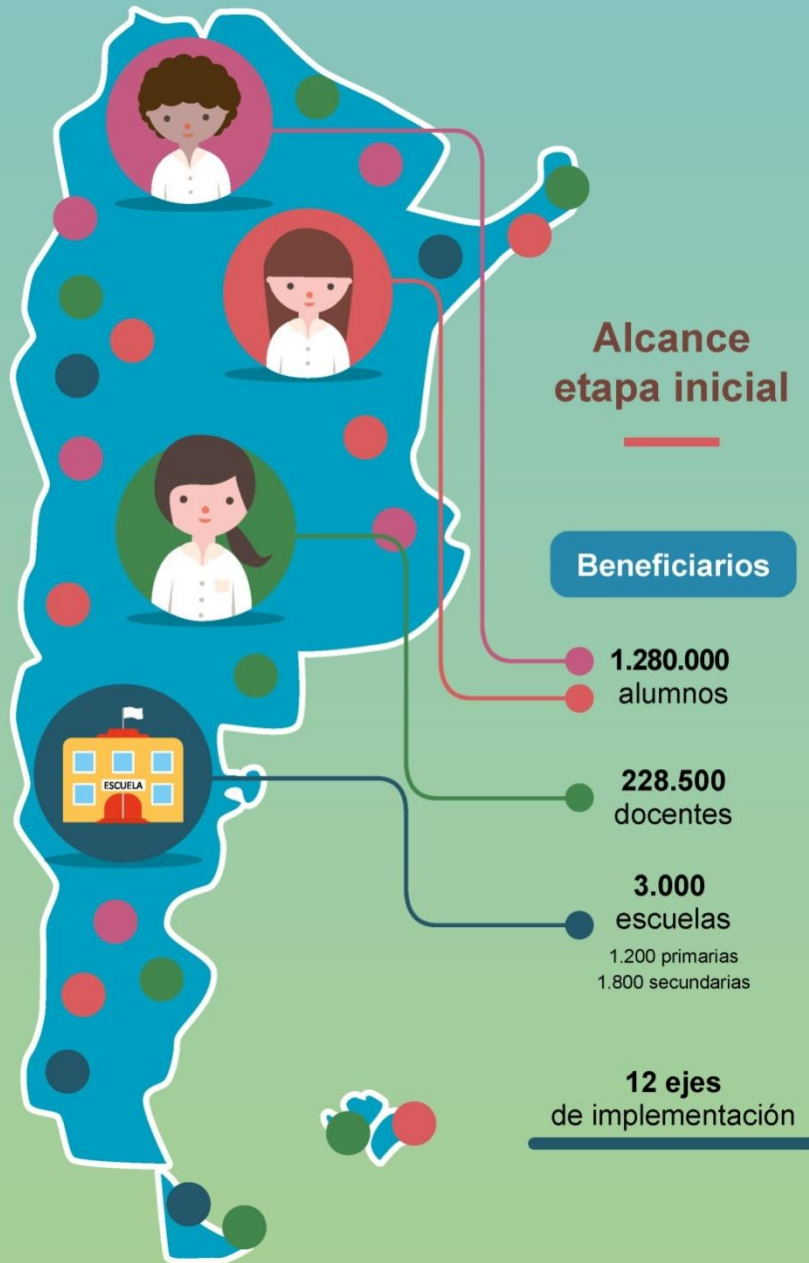 Alcance
etapa inicial
Beneficiarios
1.280.000
alumnos
228.500
docentes
ESCUELA
3.000
escuelas
1.200 primarias
1.800 secundarias
12 ejes
de implementación